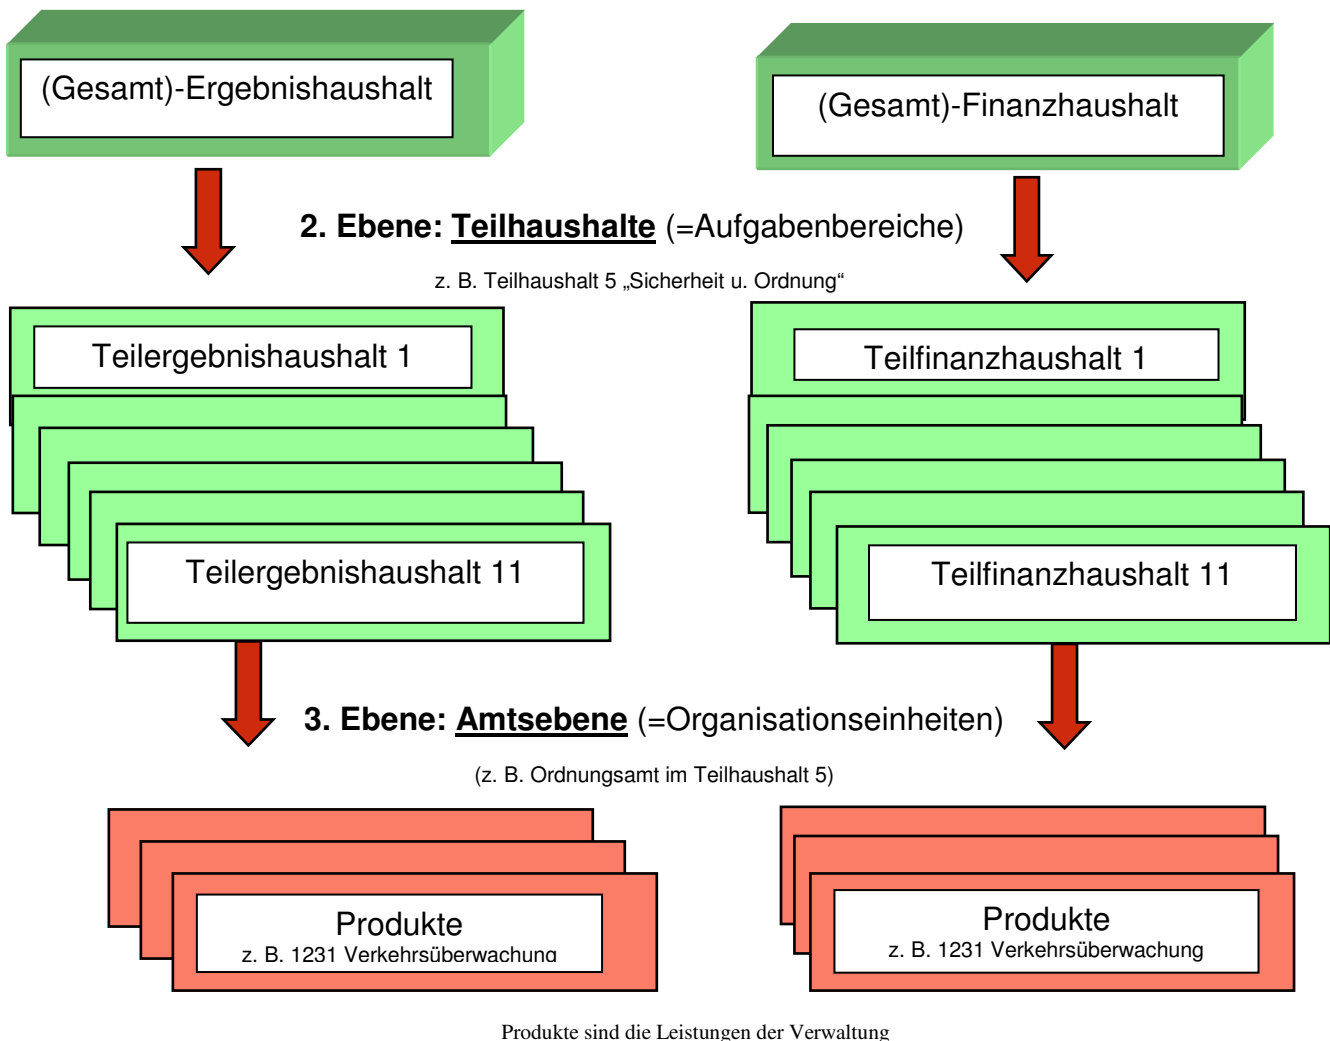 (Gesamt)-Ergebnishaushalt
(Gesamt)-Finanzhaushalt
2. Ebene: Teilhaushalte (=Aufgabenbereiche)
z. B. Teilhaushalt 5 „Sicherheit u. Ordnung“
Teilergebnishaushalt 1
Teilfinanzhaushalt 1
Teilergebnishaushalt 11
Teilfinanzhaushalt 11
3. Ebene: Amtsebene (=Organisationseinheiten)
(z. B. Ordnungsamt im Teilhaushalt 5)
Produkte
z. B. 1231 Verkehrsüberwachung
Produkte
z. B. 1231 Verkehrsüberwachung
Produkte sind die Leistungen der Verwaltung